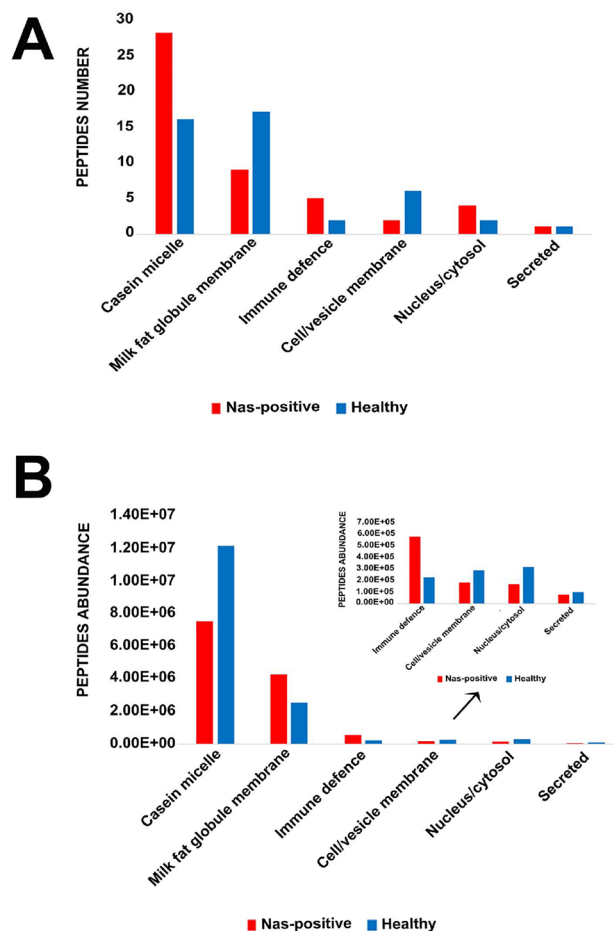 A
PEPTIDES NUMBER
30
25
20
15
10
5
0
Casein micelle
Milk fat globule membrane
Immune defence
Cell/vesicle membrane
Nucleus/cytosol
Secreted
Nas-positive Healthy
B
PEPTIDES ABUNDANCE
1.40E+07
1.20E+07
1.00E+07
8.00E+06
6.00E+06
4.00E+06
2.00E+06
0.00E+00
Casein micelle
Milk fat globule membrane
Immune defence
Cell/vesicle membrane
Nucleus/cytosol
Secreted
PEPTIDES ABUNDANCE
7.00E+05
6.00E+05
5.00E+05
4.00E+05
3.00E+05
2.00E+05
1.00E+05
0.00E+00
Immune defence
Cell/vesicle membrane
Nucleus/cytosol
Secreted
Nas-positive Healthy
Nas-positive Healthy